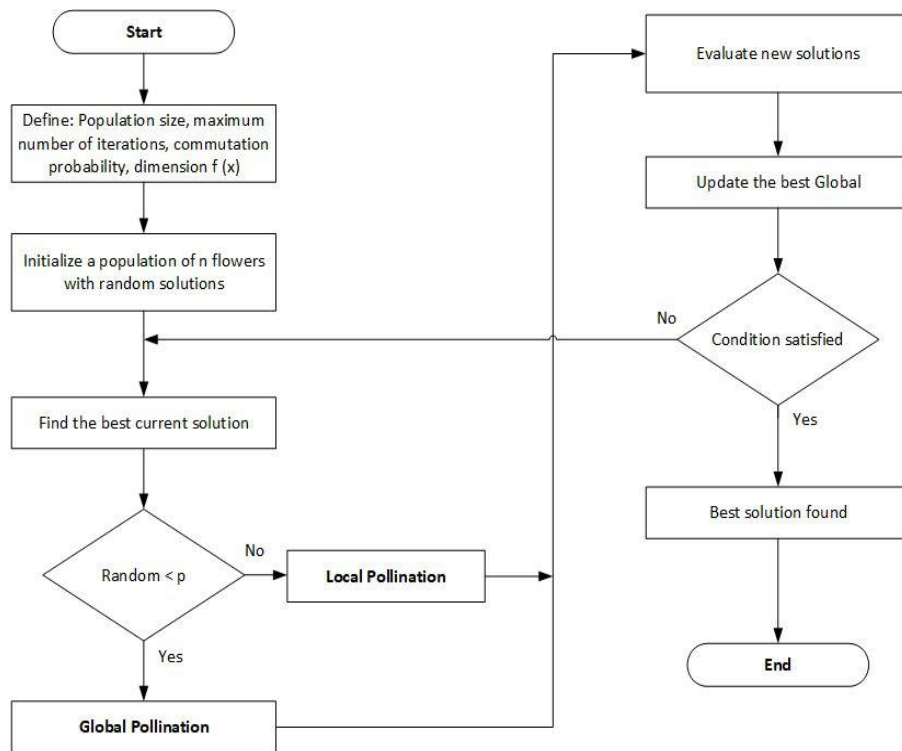 Start
Define: Population size, maximum
number of iterations, commutation
probability, dimension f (x)
Initialize a population of n flowers
with random solutions
Find the best current solution
Random < p
No
Local Pollination
Yes
Global Pollination
Evaluate new solutions
Update the best Global
Condition satisfied
No
Yes
Best solution found
End